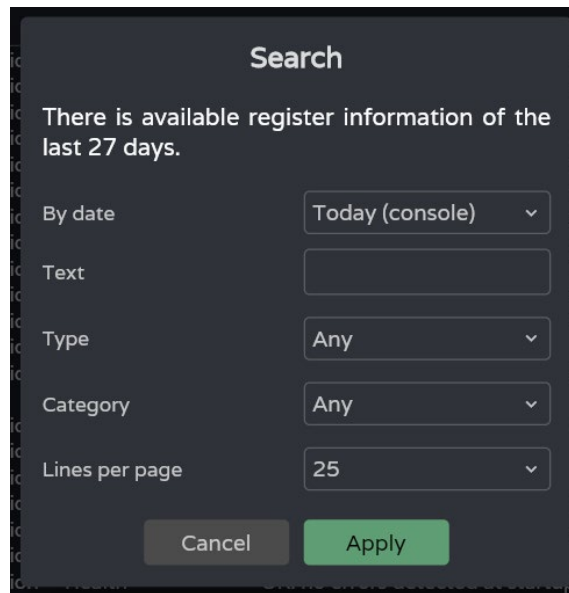 Search
There is available register information of the
last 27 days.
By date Today (console)
Text
Type Any
Category Any
Lines per page 25
Cancel Apply